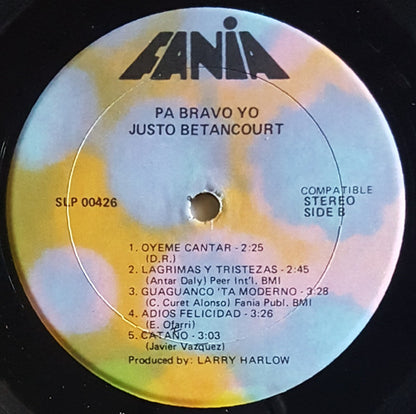 FANIA
PA BRAVO YO
JUSTO BETANCOURT
SLP 00426
COMPATIBLE
STEREO
SIDE B
1. OYEME CANTAR - 2:25
(D.R.)
2. LAGRIMAS Y TRISTEZAS - 2:45
(Antar Daly) Peer Int'l, BMI
3. GUAGUANCO 'TA MODERNO - 3:28
(C. Curet Alonso) Fania Publ. BMI
4. ADIOS FELICIDAD - 3:26
(E. Ofarri)
5. CATAÑO - 3:03
(Javier Vazquez)
Produced by: LARRY HARLOW